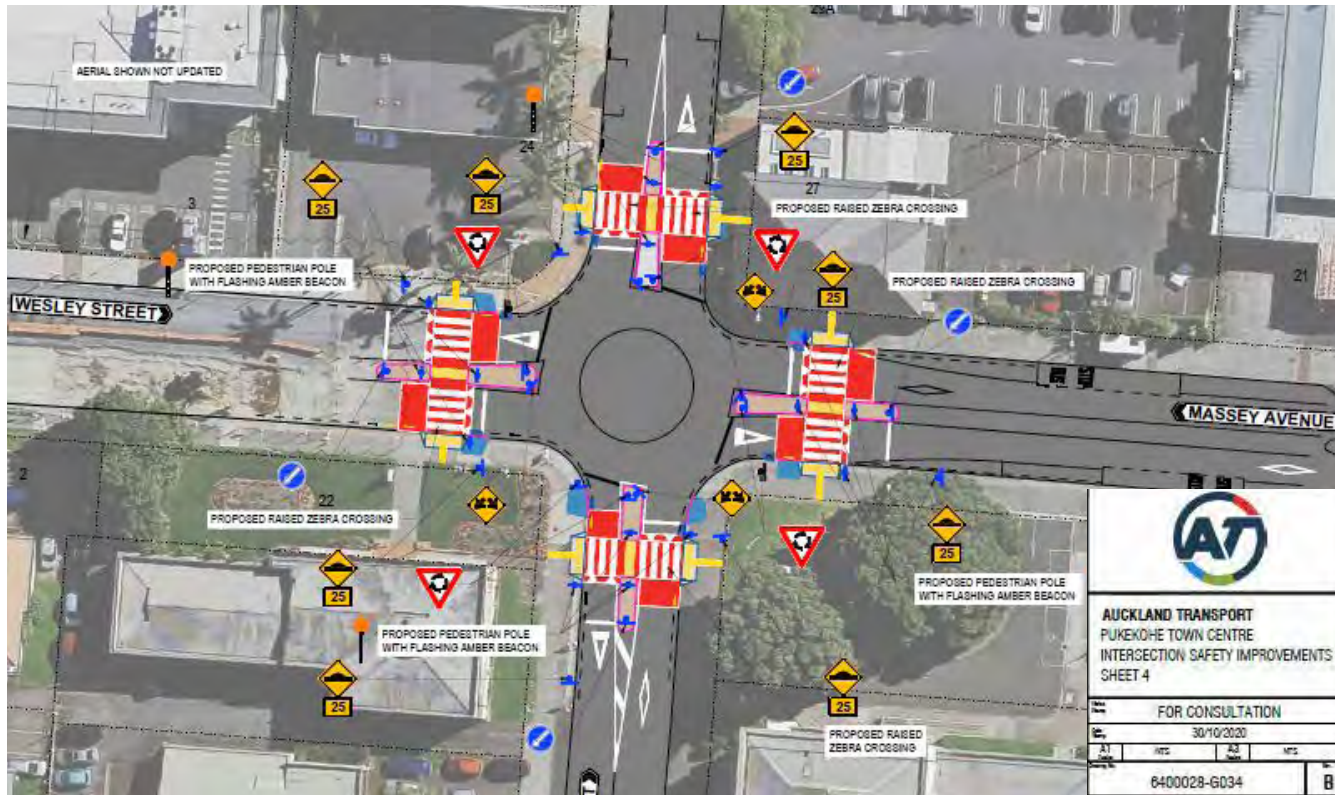 29A
AERIAL SHOWN NOT UPDATED
24
25
25
25
27
3
PROPOSED RAISED ZEBRA CROSSING
PROPOSED PEDESTRIAN POLE
WITH FLASHING AMBER BEACON
25
PROPOSED RAISED ZEBRA CROSSING
21
WESLEY STREET
MASSEY AVENUE
2
22
PROPOSED RAISED ZEBRA CROSSING
25
PROPOSED PEDESTRIAN POLE
WITH FLASHING AMBER BEACON
25
PROPOSED PEDESTRIAN POLE
WITH FLASHING AMBER BEACON
25
25
PROPOSED RAISED
ZEBRA CROSSING
AT
AUCKLAND TRANSPORT
PUKEKOHE TOWN CENTRE
INTERSECTION SAFETY IMPROVEMENTS
SHEET 4
FOR CONSULTATION
30/10/2020
A1 NTS A3 NTS
6400028-G034 B